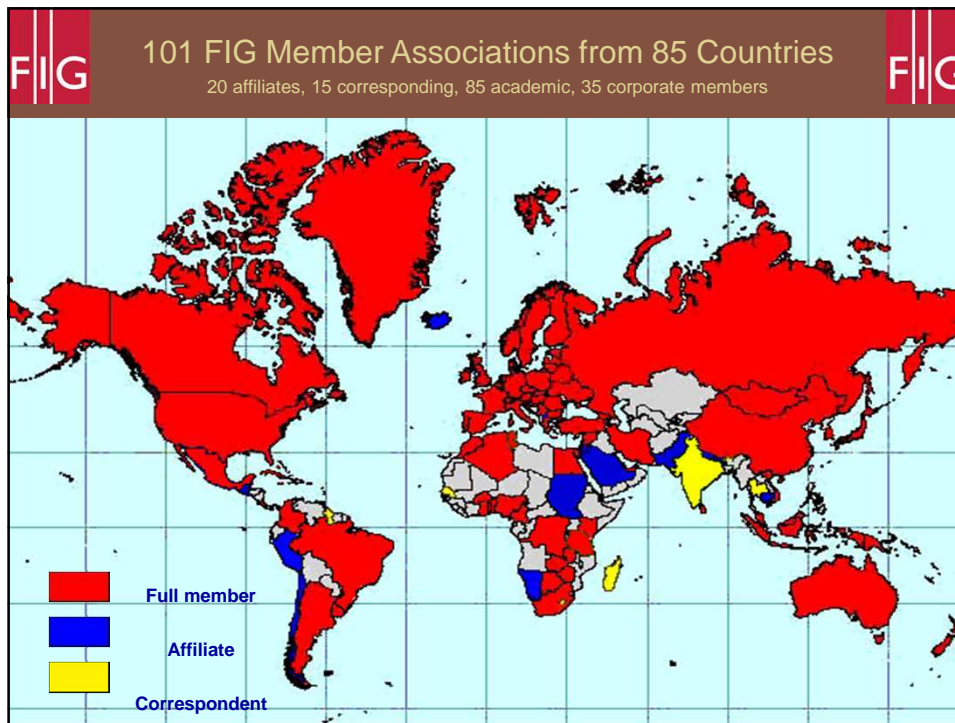 FIG
101 FIG Member Associations from 85 Countries
20 affiliates, 15 corresponding, 85 academic, 35 corporate members
FIG
Full member
Affiliate
Correspondent